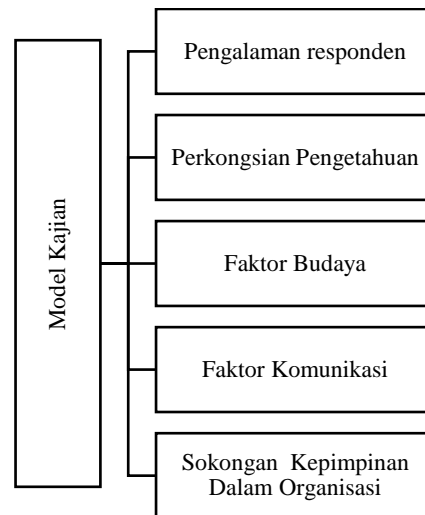 Model Kajian
Pengalaman responden
Perkongsian Pengetahuan
Faktor Budaya
Faktor Komunikasi
Sokongan Kepimpinan
Dalam Organisasi